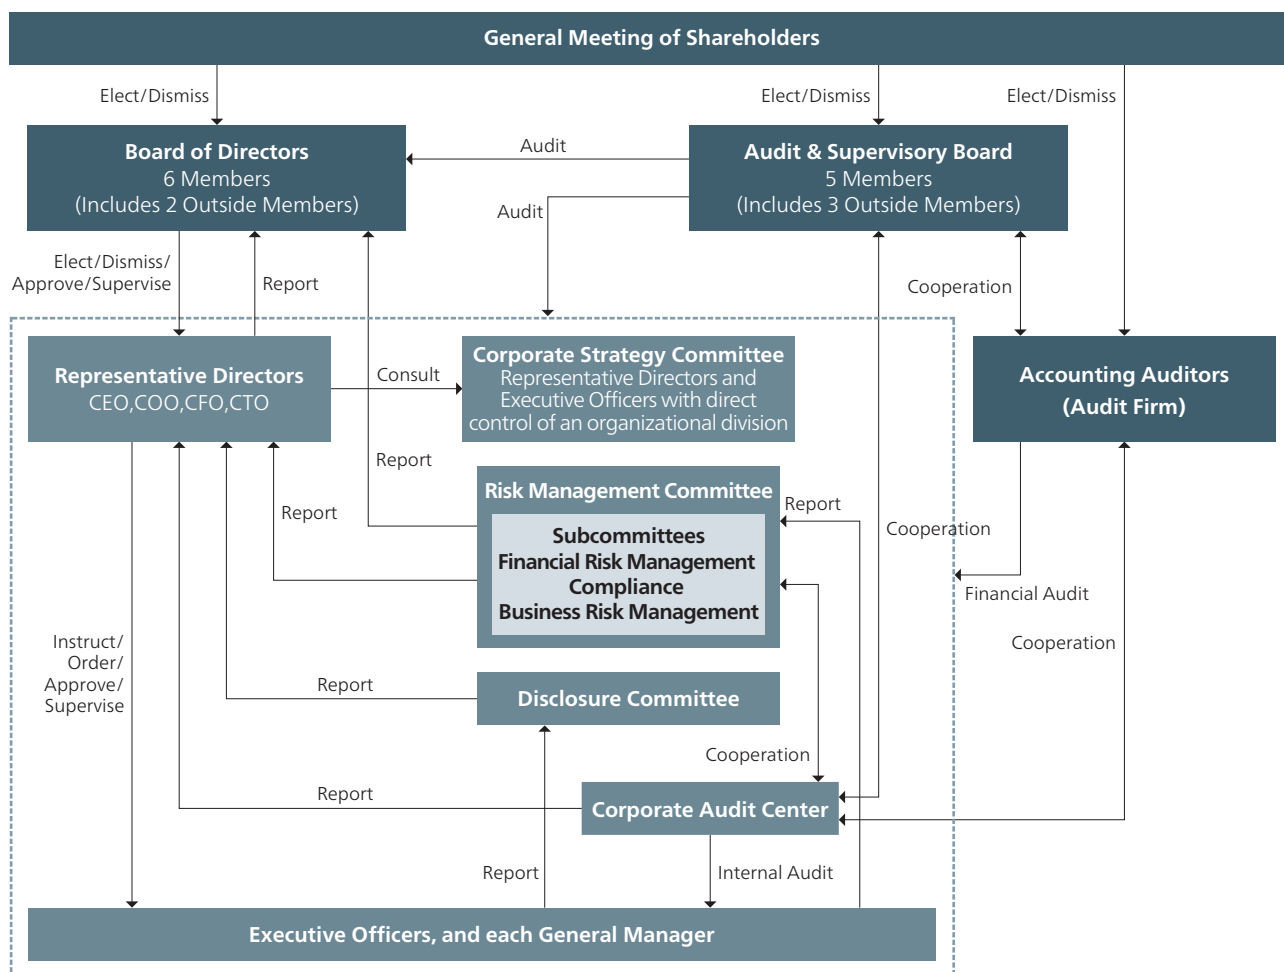 General Meeting of Shareholders
Elect/Dismiss
Elect/Dismiss
Elect/Dismiss
Board of Directors
6 Members
(Includes 2 Outside Members)
Audit
Audit & Supervisory Board
5 Members
(Includes 3 Outside Members)
Audit
Elect/Dismiss/
Approve/Supervise
Report
Cooperation
Representative Directors
CEO,COO,CFO,CTO
Consult
Corporate Strategy Committee
Representative Directors and
Executive Officers with direct
control of an organizational division
Accounting Auditors
(Audit Firm)
Report
Risk Management Committee
Report
Report
Subcommittees
Financial Risk Management
Compliance
Business Risk Management
Cooperation
Financial Audit
Instruct/
Order/
Approve/
Supervise
Cooperation
Report
Disclosure Committee
Cooperation
Report
Corporate Audit Center
Report
Internal Audit
Executive Officers, and each General Manager